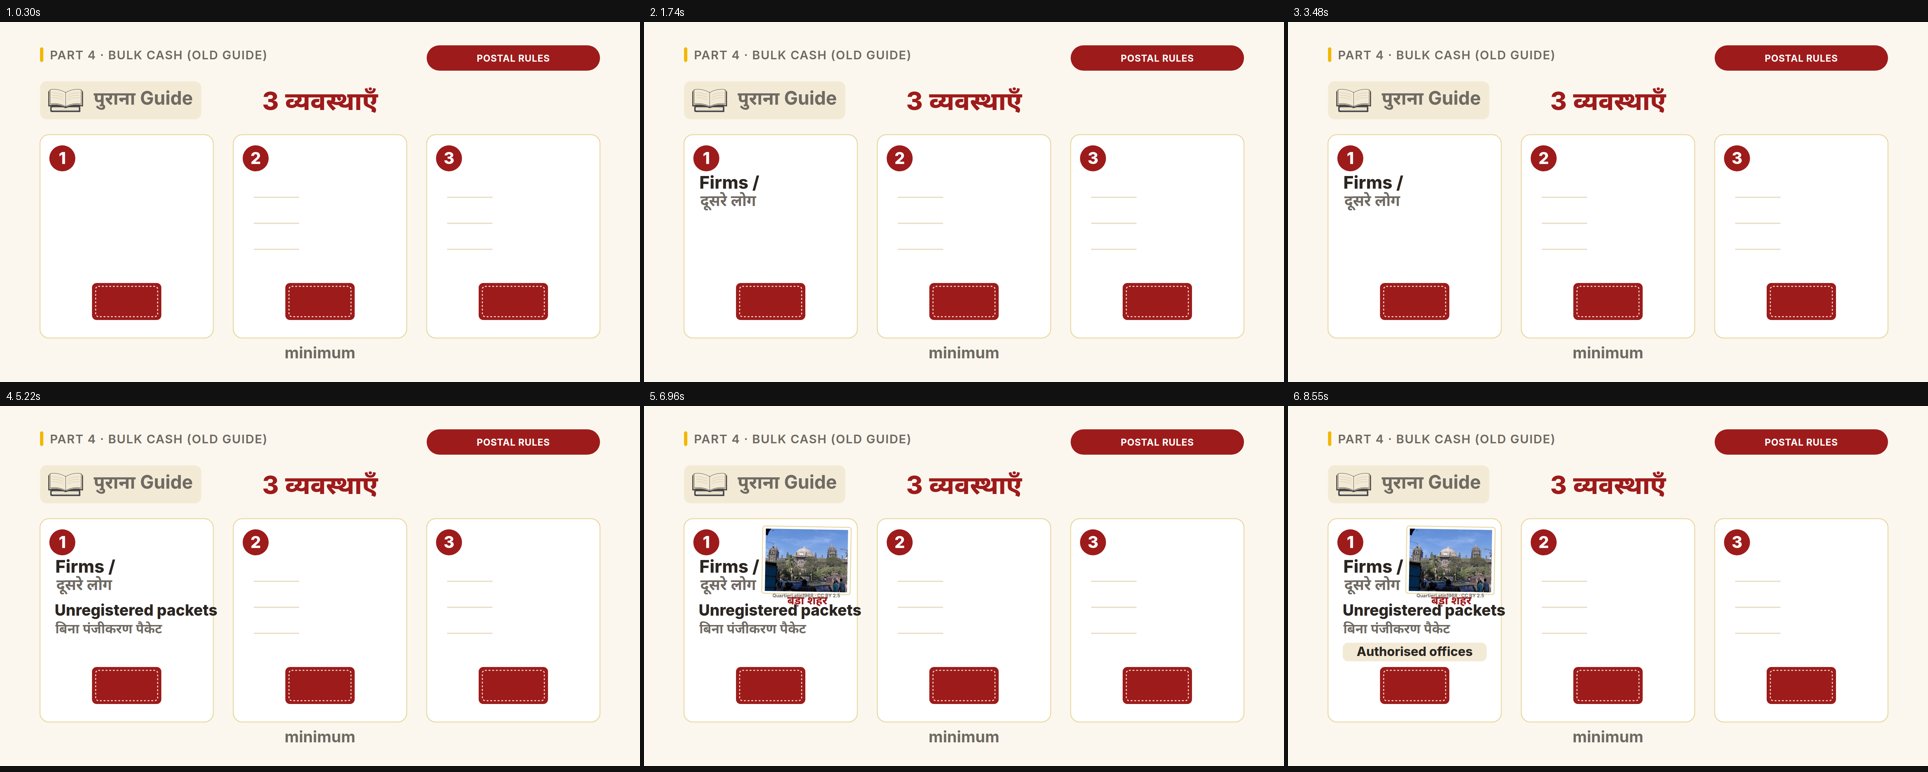 1. 0.30s
PART 4 · BULK CASH (OLD GUIDE)
POSTAL RULES
पुराना Guide
3 व्यवस्थाएँ
1
2
3
minimum
2. 1.74s
PART 4 · BULK CASH (OLD GUIDE)
POSTAL RULES
पुराना Guide
3 व्यवस्थाएँ
1
2
3
Firms /
दूसरे लोग
minimum
3. 3.48s
PART 4 · BULK CASH (OLD GUIDE)
POSTAL RULES
पुराना Guide
3 व्यवस्थाएँ
1
2
3
Firms /
दूसरे लोग
minimum
4. 5.22s
PART 4 · BULK CASH (OLD GUIDE)
POSTAL RULES
पुराना Guide
3 व्यवस्थाएँ
1
2
3
Firms /
दूसरे लोग
Unregistered packets
बिना पंजीकरण पैकेट
minimum
5. 6.96s
PART 4 · BULK CASH (OLD GUIDE)
POSTAL RULES
पुराना Guide
3 व्यवस्थाएँ
1
2
3
Firms /
दूसरे लोग
बड़ा शहर
Unregistered packets
बिना पंजीकरण पैकेट
minimum
6. 8.55s
PART 4 · BULK CASH (OLD GUIDE)
POSTAL RULES
पुराना Guide
3 व्यवस्थाएँ
1
2
3
Firms /
दूसरे लोग
बड़ा शहर
Unregistered packets
बिना पंजीकरण पैकेट
Authorised offices
minimum